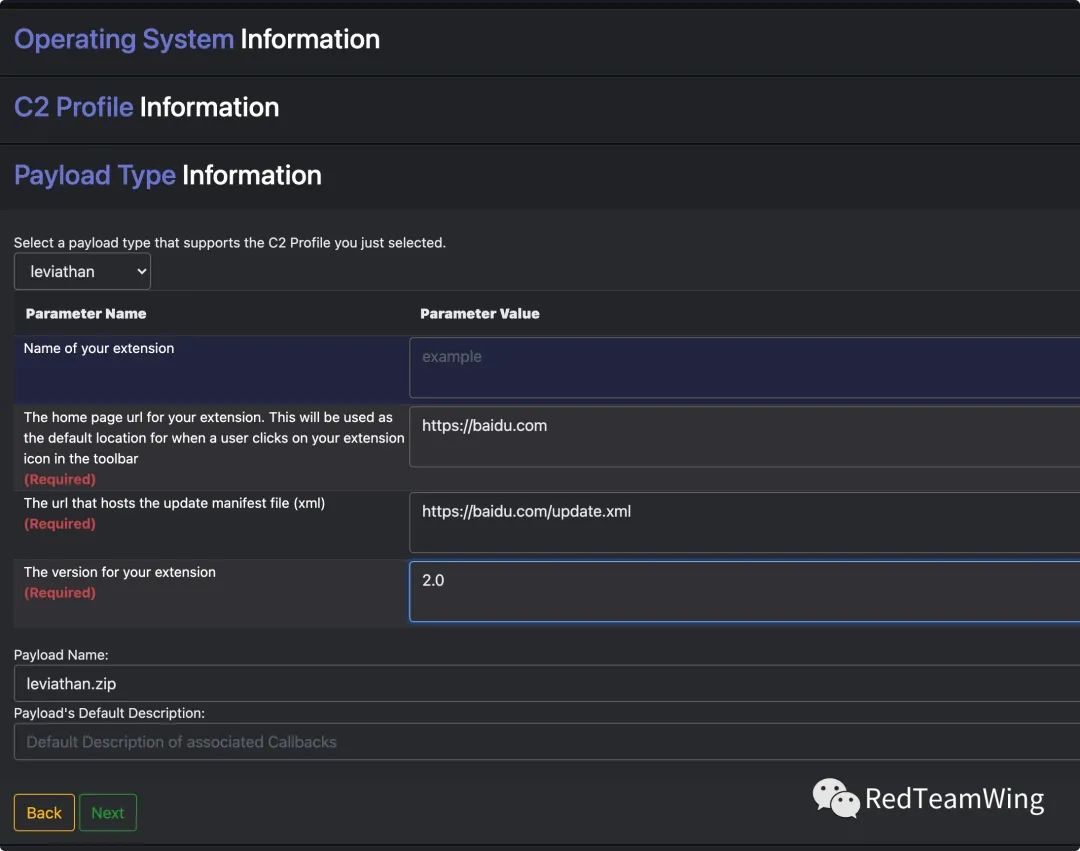 Operating System Information
C2 Profile Information
Payload Type Information
Select a payload type that supports the C2 Profile you just selected.
leviathan
Parameter Name Parameter Value
Name of your extension example
The home page url for your extension. This will be used as
the default location for when a user clicks on your extension
icon in the toolbar
(Required)
https://baidu.com
The url that hosts the update manifest file (xml)
(Required)
https://baidu.com/update.xml
The version for your extension
(Required)
2.0
Payload Name:
leviathan.zip
Payload's Default Description:
Default Description of associated Callbacks
Back Next
RedTeamWing